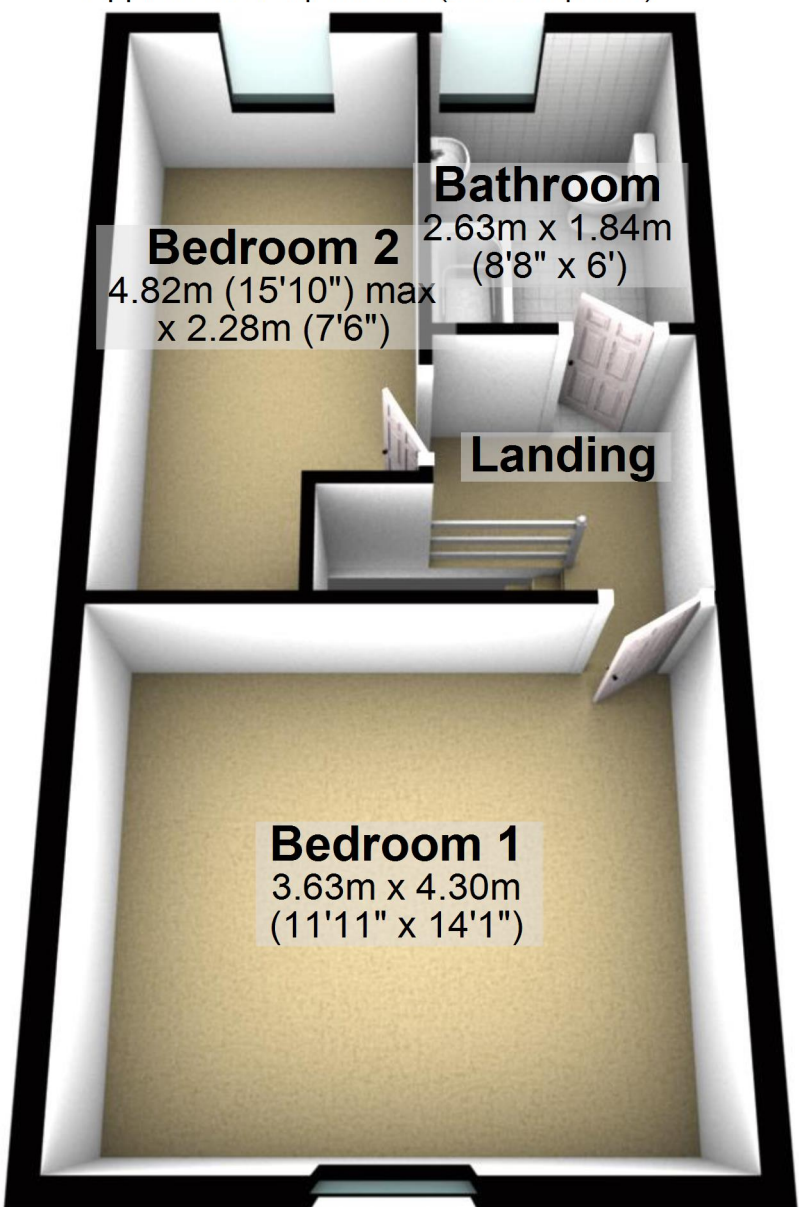 Bathroom
2.63m x 1.84m
(8'8" x 6')
Bedroom 2
4.82m (15'10") max
x 2.28m (7'6")
Landing
Bedroom 1
3.63m x 4.30m
(11'11" x 14'1")